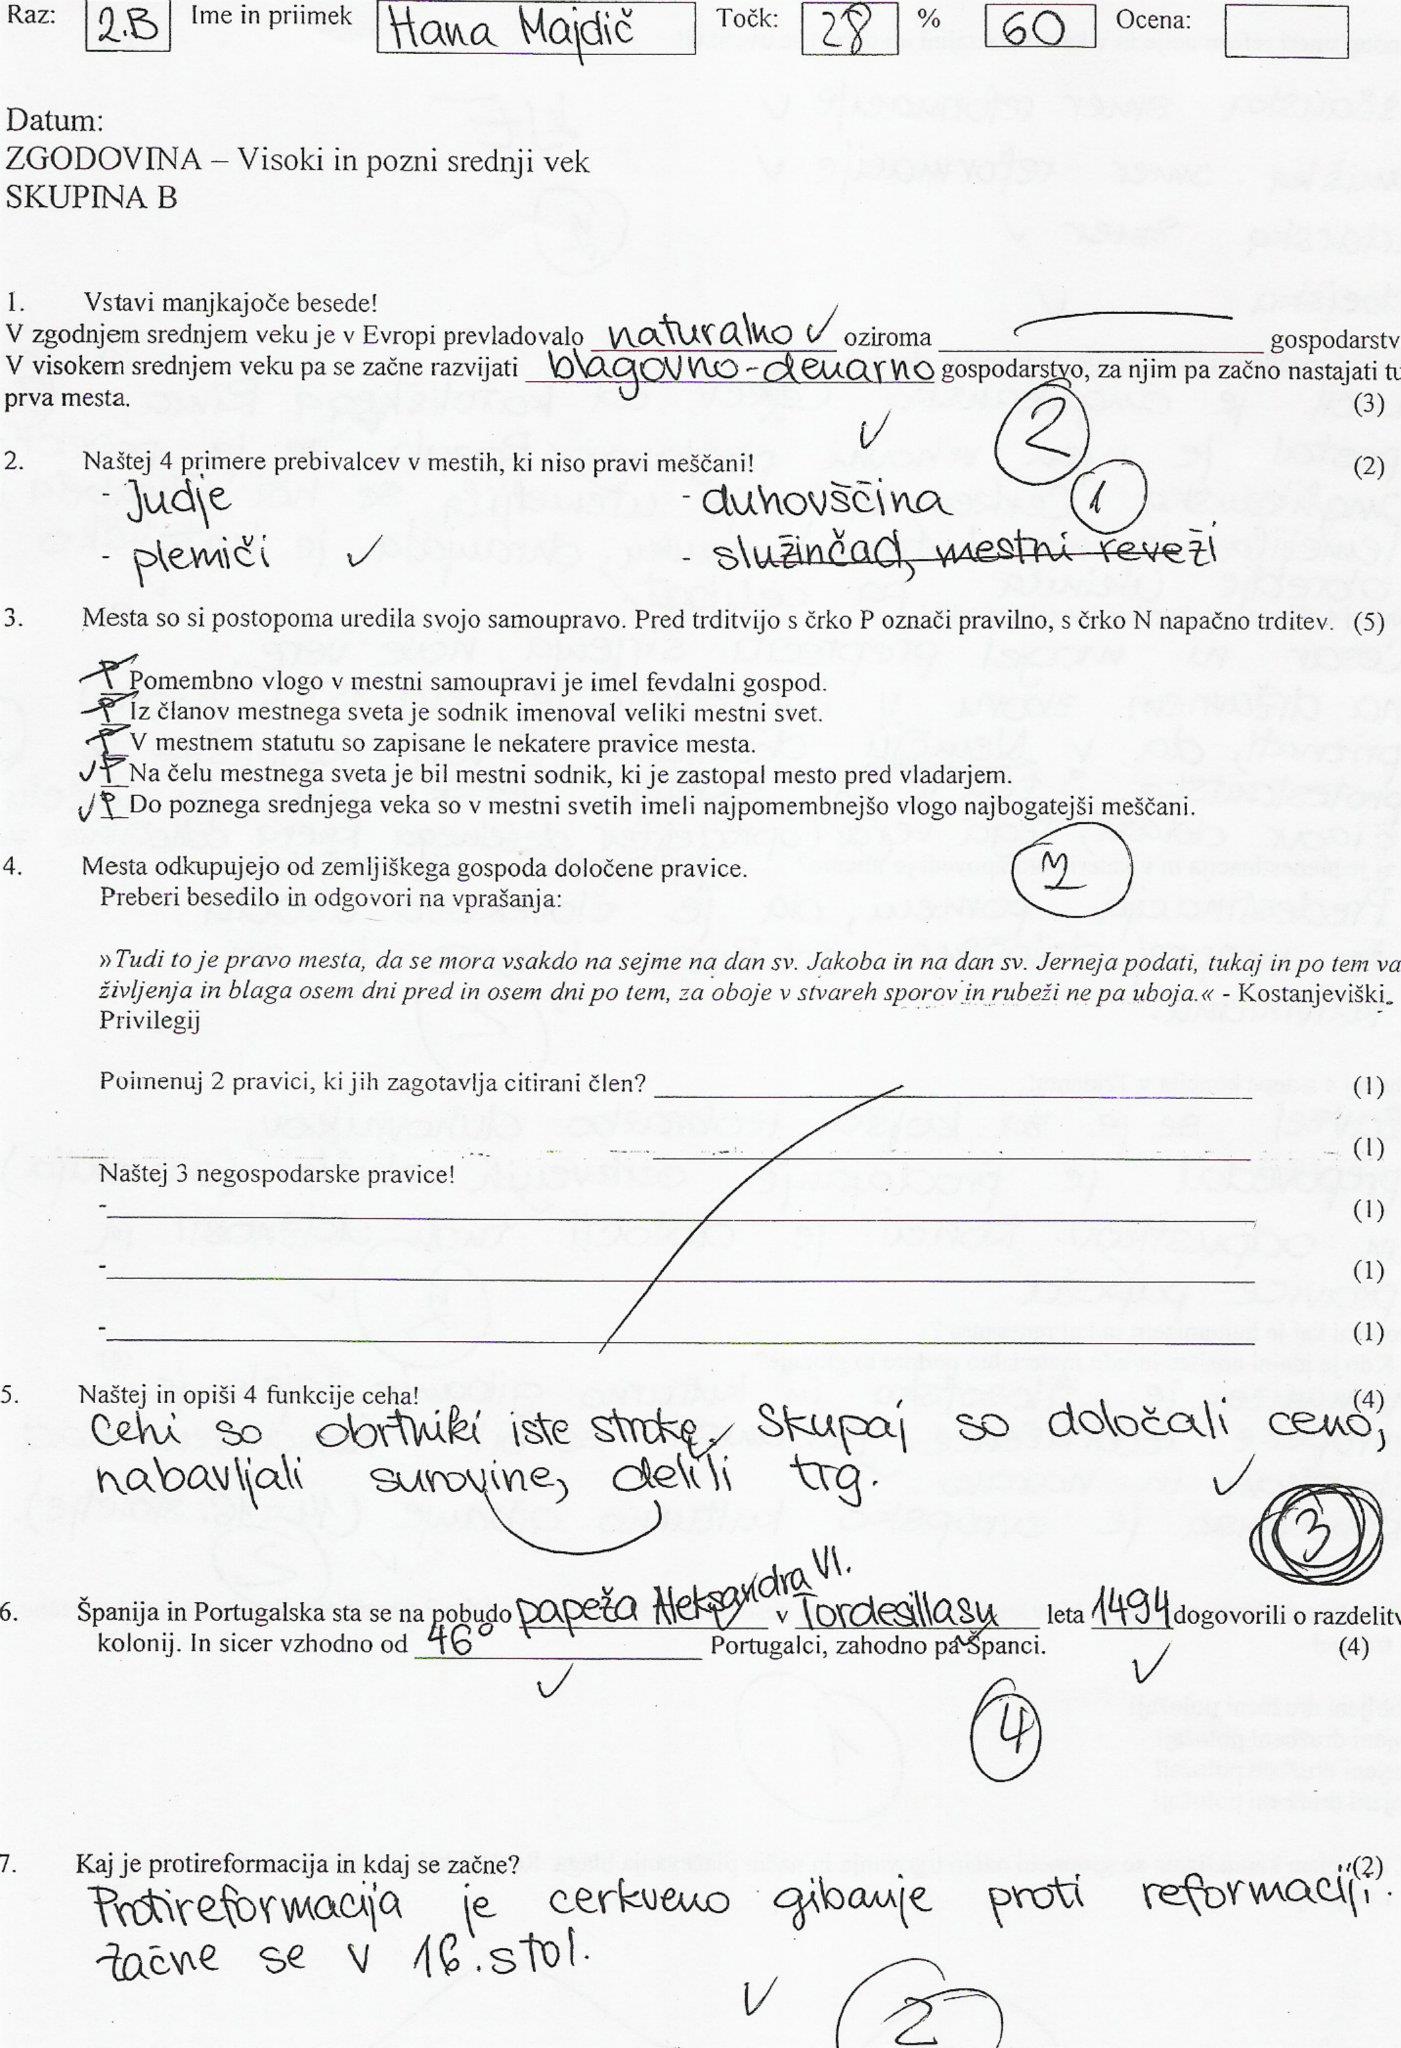 Raz: 2.B Ime in priimek Hana Majdič Točk: 28 % 60 Ocena:
Datum:
ZGODOVINA – Visoki in pozni srednji vek
SKUPINA B
1. Vstavi manjkajoče besede!
V zgodnjem srednjem veku je v Evropi prevladovalo naturalno oziroma gospodarstv
V visokem srednjem veku pa se začne razvijati blagovno-denarno gospodarstvo, za njim pa začno nastajati tu
prva mesta. (3)
2
2. Naštej 4 primere prebivalcev v mestih, ki niso pravi meščani! (2)
- Judje - duhovščina 1
- plemiči - služinčad, mestni reveži
3. Mesta so si postopoma uredila svojo samoupravo. Pred trditvijo s črko P označi pravilno, s črko N napačno trditev. (5)
P Pomembno vlogo v mestni samoupravi je imel fevdalni gospod.
P Iz članov mestnega sveta je sodnik imenoval veliki mestni svet.
P V mestnem statutu so zapisane le nekatere pravice mesta.
P Na čelu mestnega sveta je bil mestni sodnik, ki je zastopal mesto pred vladarjem.
P Do poznega srednjega veka so v mestni svetih imeli najpomembnejšo vlogo najbogatejši meščani.
2
4. Mesta odkupujejo od zemljiškega gospoda določene pravice.
Preberi besedilo in odgovori na vprašanja:
»Tudi to je pravo mesta, da se mora vsakdo na sejme na dan sv. Jakoba in na dan sv. Jerneja podati, tukaj in po tem va
življenja in blaga osem dni pred in osem dni po tem, za oboje v stvareh sporov in rubeži ne pa uboja.« - Kostanjeviški
Privilegij
Poimenuj 2 pravici, ki jih zagotavlja citirani člen? (1)
(1)
Naštej 3 negospodarske pravice!
- (1)
- (1)
- (1)
5. Naštej in opiši 4 funkcije ceha! (4)
Cehi so obrtniki iste stroke. Skupaj so določali ceno,
nabavljali surovine, delili trg.
3
6. Španija in Portugalska sta se na pobudo papeža Aleksandra VI. v Tordesillasu leta 1494 dogovorili o razdelitv
kolonij. In sicer vzhodno od 46° Portugalci, zahodno pa Španci. (4)
4
7. Kaj je protireformacija in kdaj se začne? (2)
Protireformacija je cerkveno gibanje proti reformaciji.
Začne se v 16. stol.
2